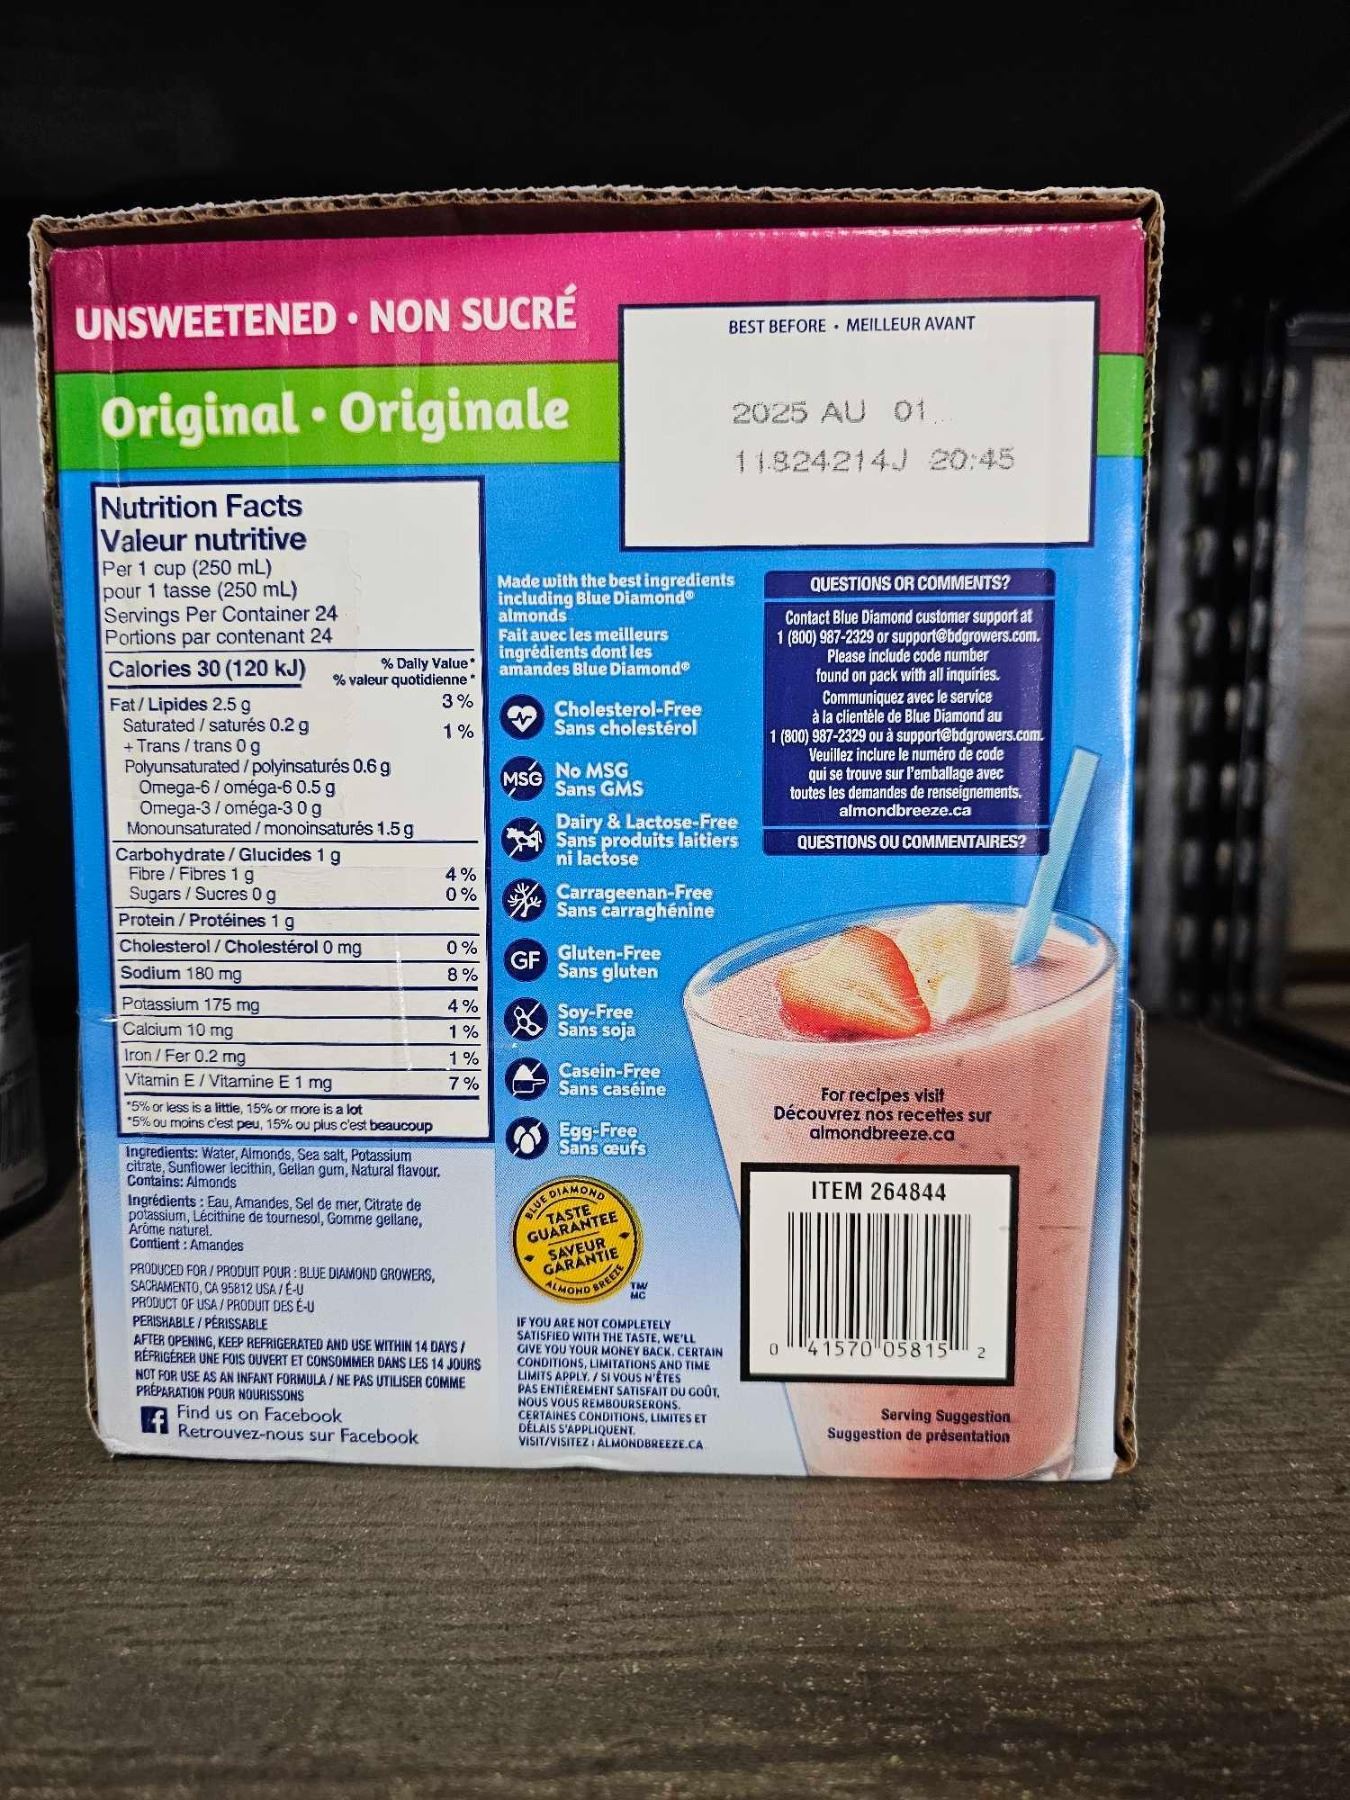 UNSWEETENED • NON SUCRÉ
Original • Originale
BEST BEFORE • MEILLEUR AVANT
2025 AU 01
11824214J 20:45
Nutrition Facts
Valeur nutritive
Per 1 cup (250 mL)
pour 1 tasse (250 mL)
Servings Per Container 24
Portions par contenant 24
Calories 30 (120 kJ)
% Daily Value*
% valeur quotidienne*
Fat / Lipides 2.5 g 3 %
Saturated / saturés 0.2 g
+ Trans / trans 0 g 1 %
Polyunsaturated / polyinsaturés 0.6 g
Omega-6 / oméga-6 0.5 g
Omega-3 / oméga-3 0 g
Monounsaturated / monoinsaturés 1.5 g
Carbohydrate / Glucides 1 g
Fibre / Fibres 1 g 4 %
Sugars / Sucres 0 g 0 %
Protein / Protéines 1 g
Cholesterol / Cholestérol 0 mg 0 %
Sodium 180 mg 8 %
Potassium 175 mg 4 %
Calcium 10 mg 1 %
Iron / Fer 0.2 mg 1 %
Vitamin E / Vitamine E 1 mg 7 %
*5% or less is a little, 15% or more is a lot
*5% ou moins c'est peu, 15% ou plus c'est beaucoup
Ingredients: Water, Almonds, Sea salt, Potassium
citrate, Sunflower lecithin, Gellan gum, Natural flavour.
Contains: Almonds
Ingrédients : Eau, Amandes, Sel de mer, Citrate de
potassium, Lécithine de tournesol, Gomme gellane,
Arôme naturel.
Contient : Amandes
PRODUCED FOR / PRODUIT POUR : BLUE DIAMOND GROWERS,
SACRAMENTO, CA 95812 USA / É-U
PRODUCT OF USA / PRODUIT DES É-U
PERISHABLE / PÉRISSABLE
AFTER OPENING, KEEP REFRIGERATED AND USE WITHIN 14 DAYS /
RÉFRIGÉRER UNE FOIS OUVERT ET CONSOMMER DANS LES 14 JOURS
NOT FOR USE AS AN INFANT FORMULA / NE PAS UTILISER COMME
PRÉPARATION POUR NOURISSONS
f Find us on Facebook
Retrouvez-nous sur Facebook
Made with the best ingredients
including Blue Diamond®
almonds
Fait avec les meilleurs
ingrédients dont les
amandes Blue Diamond®
Cholesterol-Free
Sans cholestérol
MSG No MSG
Sans GMS
Dairy & Lactose-Free
Sans produits laitiers
ni lactose
Carrageenan-Free
Sans carraghénine
GF Gluten-Free
Sans gluten
Soy-Free
Sans soja
Casein-Free
Sans caséine
Egg-Free
Sans œufs
BLUE DIAMOND
TASTE
GUARANTEE
SAVEUR
GARANTIE
ALMOND BREEZE
TM/
MC
IF YOU ARE NOT COMPLETELY
SATISFIED WITH THE TASTE, WE'LL
GIVE YOU YOUR MONEY BACK. CERTAIN
CONDITIONS, LIMITATIONS AND TIME
LIMITS APPLY. / SI VOUS N'ÊTES
PAS ENTIÈREMENT SATISFAIT DU GOÛT,
NOUS VOUS REMBOURSERONS.
CERTAINES CONDITIONS, LIMITES ET
DÉLAIS S'APPLIQUENT.
VISIT/VISITEZ : ALMONDBREEZE.CA
QUESTIONS OR COMMENTS?
Contact Blue Diamond customer support at
1 (800) 987-2329 or support@bdgrowers.com.
Please include code number
found on pack with all inquiries.
Communiquez avec le service
à la clientèle de Blue Diamond au
1 (800) 987-2329 ou à support@bdgrowers.com.
Veuillez inclure le numéro de code
qui se trouve sur l'emballage avec
toutes les demandes de renseignements.
almondbreeze.ca
QUESTIONS OU COMMENTAIRES?
For recipes visit
Découvrez nos recettes sur
almondbreeze.ca
ITEM 264844
0 41570 05815 2
Serving Suggestion
Suggestion de présentation